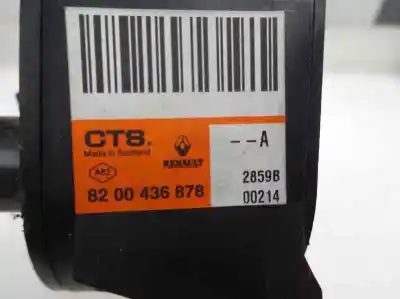 CTS.
--A
Made in Scotland
RENAULT
2859B
82 00 436 878
00214